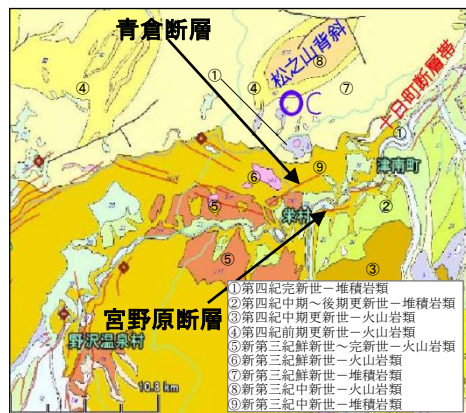 青倉断層
松之山背斜
十日町断層帯
①
④
④
⑧
⑦
C
①
津南町
⑨
⑥
②
⑤
栄村
⑤
③
宮野原断層
野沢温泉村
10.8 km
①第四紀完新世－堆積岩類
②第四紀中期～後期更新世－堆積岩類
③第四紀中期更新世－火山岩類
④第四紀前期更新世－火山岩類
⑤新第三紀鮮新世～完新世－火山岩類
⑥新第三紀鮮新世－火山岩類
⑦新第三紀鮮新世－堆積岩類
⑧新第三紀中新世－火山岩類
⑨新第三紀中新世－堆積岩類